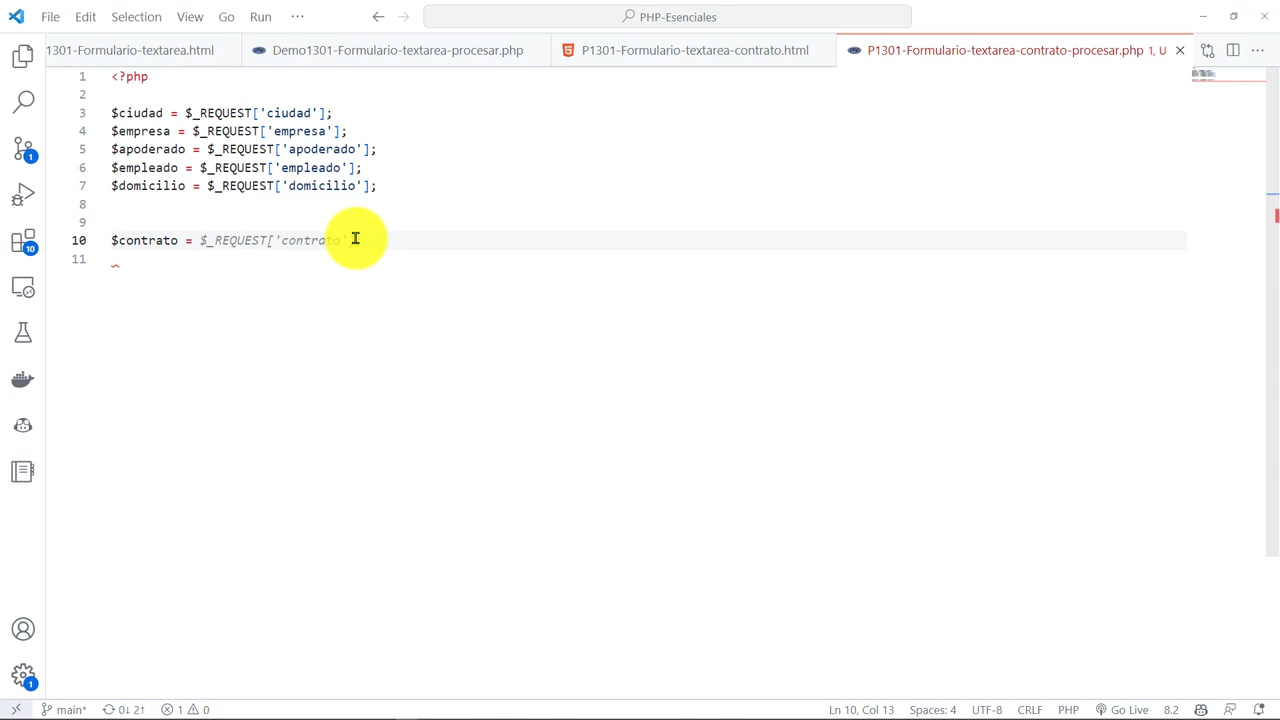 File Edit Selection View Go Run ··· PHP-Esenciales
1301-Formulario-textarea.html Demo1301-Formulario-textarea-procesar.php P1301-Formulario-textarea-contrato.html P1301-Formulario-textarea-contrato-procesar.php 1, U
1 <?php
2
3 $ciudad = $_REQUEST['ciudad'];
4 $empresa = $_REQUEST['empresa'];
5 $apoderado = $_REQUEST['apoderado'];
6 $empleado = $_REQUEST['empleado'];
7 $domicilio = $_REQUEST['domicilio'];
8
9
10 $contrato = $_REQUEST['contrato'
11
1
10
1
main* 0↓ 2↑ 1 0 Ln 10, Col 13 Spaces: 4 UTF-8 CRLF PHP Go Live 8.2